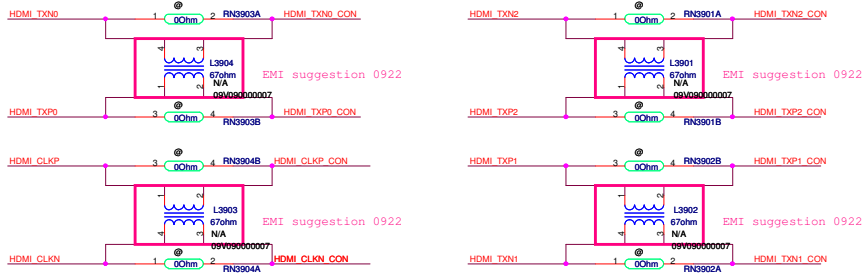 @
HDMI_TXN0 1 0Ohm 2 RN3903A HDMI_TXN0_CON
4 3
L3904
67ohm
EMI suggestion 0922
1 2
N/A
09V090000007
@
HDMI_TXP0 3 0Ohm 4 HDMI_TXP0_CON
RN3903B
@
HDMI_TXN2 1 0Ohm 2 RN3901A HDMI_TXN2_CON
4 3
L3901
67ohm
EMI suggestion 0922
1 2
N/A
09V090000007
@
HDMI_TXP2 3 0Ohm 4 HDMI_TXP2_CON
RN3901B
@
HDMI_CLKP 3 0Ohm 4 RN3904B HDMI_CLKP_CON
1 2
L3903
67ohm
EMI suggestion 0922
4 3
N/A
09V090000007
@
HDMI_CLKN 1 0Ohm 2 HDMI_CLKN_CON
RN3904A
@
HDMI_TXP1 3 0Ohm 4 RN3902B HDMI_TXP1_CON
1 2
L3902
67ohm
EMI suggestion 0922
4 3
N/A
09V090000007
@
HDMI_TXN1 1 0Ohm 2 HDMI_TXN1_CON
RN3902A